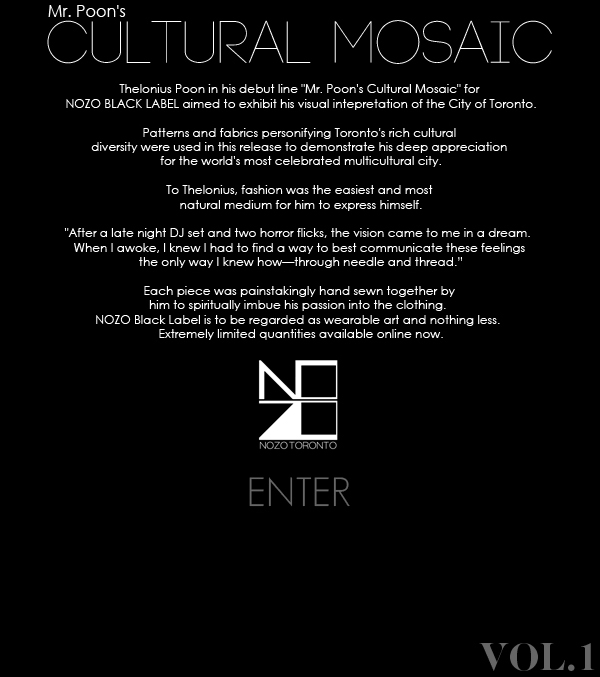 Mr. Poon's
CULTURAL MOSAIC
Thelonius Poon in his debut line "Mr. Poon's Cultural Mosaic" for
NOZO BLACK LABEL aimed to exhibit his visual intepretation of the City of Toronto.
Patterns and fabrics personifying Toronto's rich cultural
diversity were used in this release to demonstrate his deep appreciation
for the world's most celebrated multicultural city.
To Thelonius, fashion was the easiest and most
natural medium for him to express himself.
"After a late night DJ set and two horror flicks, the vision came to me in a dream.
When I awoke, I knew I had to find a way to best communicate these feelings
the only way I knew how—through needle and thread."
Each piece was painstakingly hand sewn together by
him to spiritually imbue his passion into the clothing.
NOZO Black Label is to be regarded as wearable art and nothing less.
Extremely limited quantities available online now.
NO
ZO
NOZO TORONTO
ENTER
VOL.1